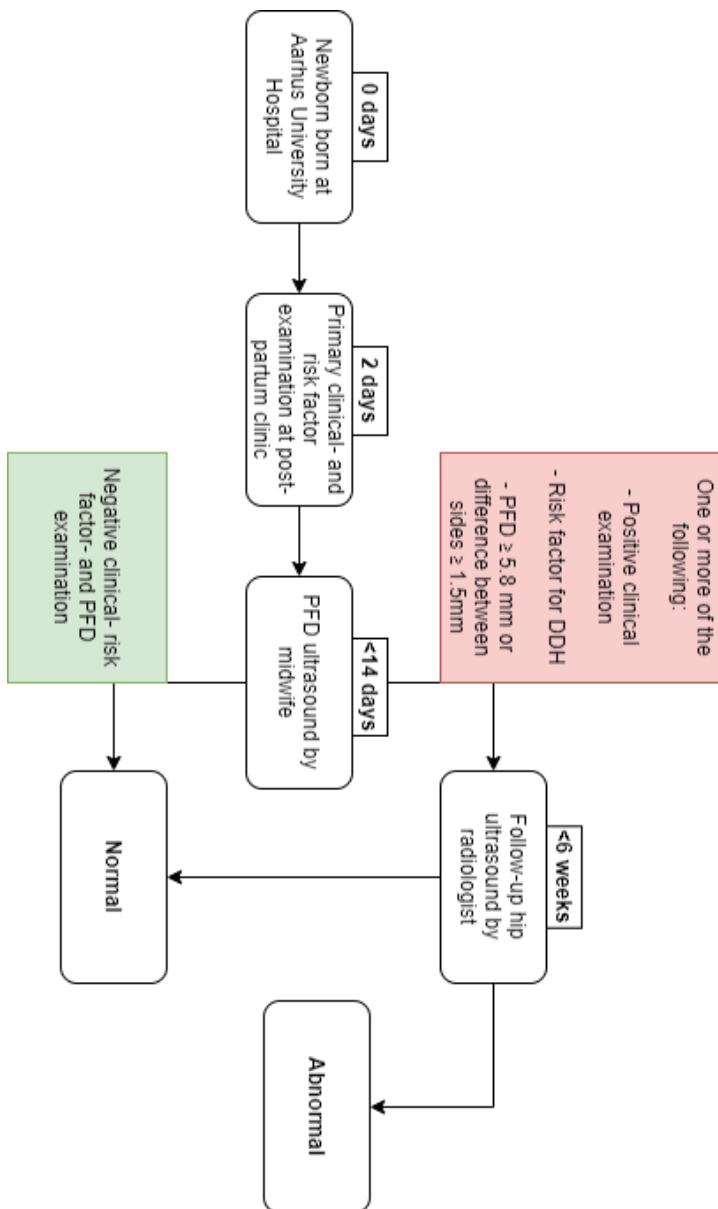 0 days
Newborn born at
Aarhus University
Hospital
2 days
Primary clinical- and
risk factor
examination at post-
partum clinic
<14 days
PFD ultrasound by
midwife
One or more of the
following:
- Positive clinical
examination
- Risk factor for DDH
- PFD ≥ 5.8 mm or
difference between
sides ≥ 1.5mm
Negative clinical- risk
factor- and PFD
examination
<6 weeks
Follow-up hip
ultrasound by
radiologist
Normal
Abnormal